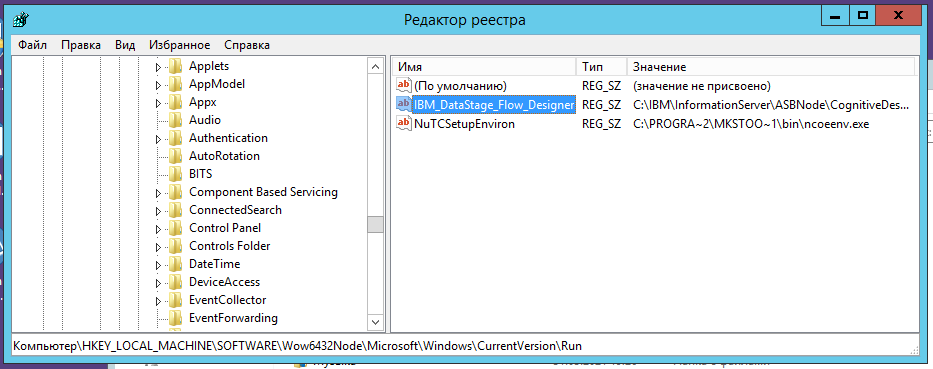 Редактор реестра
Файл Правка Вид Избранное Справка
Applets
AppModel
Appx
Audio
Authentication
AutoRotation
BITS
Component Based Servicing
ConnectedSearch
Control Panel
Controls Folder
DateTime
DeviceAccess
EventCollector
EventForwarding
Имя Тип Значение
(По умолчанию) REG_SZ (значение не присвоено)
IBM_DataStage_Flow_Designer REG_SZ C:\IBM\InformationServer\ASBNode\CognitiveDes...
NuTCSetupEnviron REG_SZ C:\PROGRA~2\MKSTOO~1\bin\ncoeenv.exe
Компьютер\HKEY_LOCAL_MACHINE\SOFTWARE\Wow6432Node\Microsoft\Windows\CurrentVersion\Run